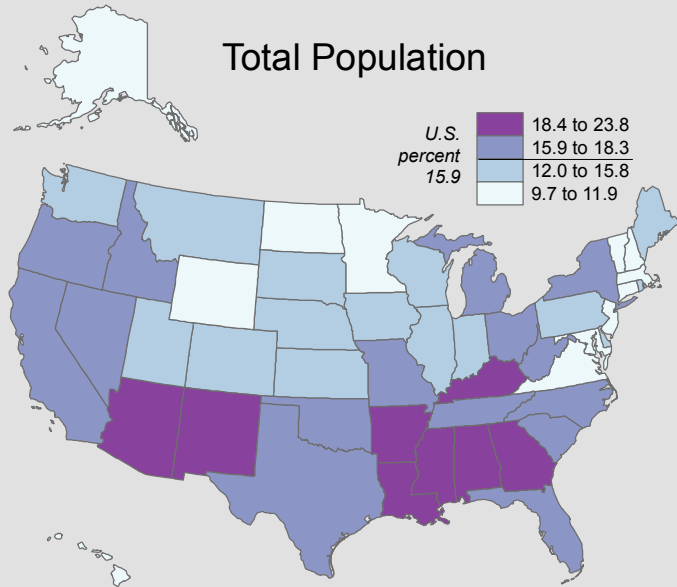 Total Population
U.S.
percent
15.9
18.4 to 23.8
15.9 to 18.3
12.0 to 15.8
9.7 to 11.9